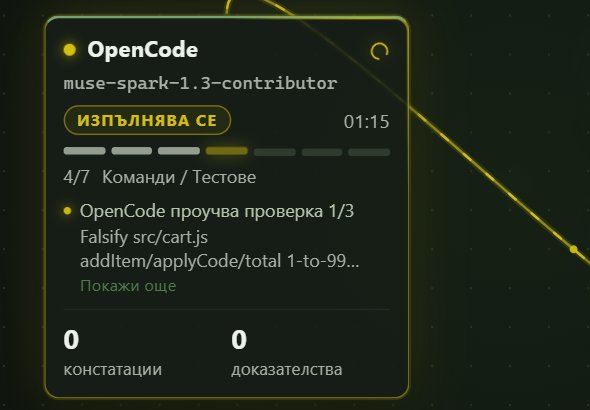 OpenCode
muse-spark-1.3-contributor
ИЗПЪЛНЯВА СЕ
01:15
4/7 Команди / Тестове
OpenCode проучва проверка 1/3
Falsify src/cart.js
addItem/applyCode/total 1-to-99...
Покажи още
0
0
констатации
доказателства